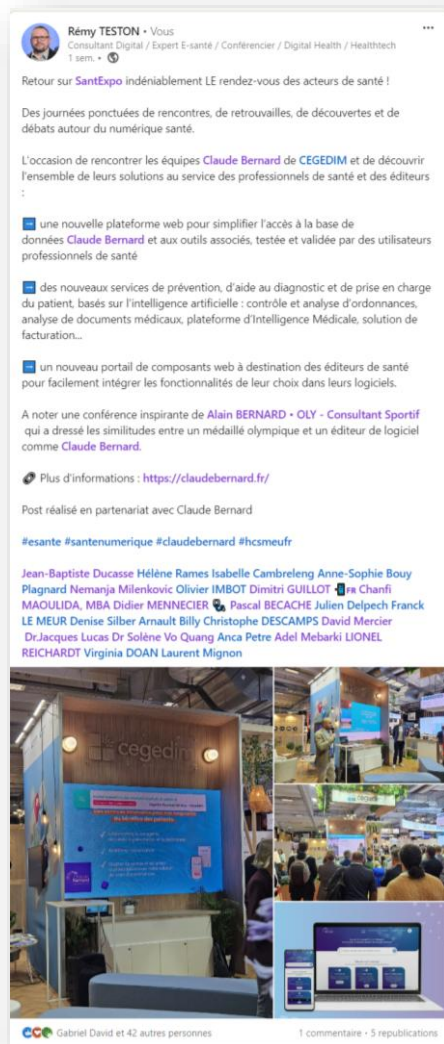 Rémy TESTON • Vous
Consultant Digital / Expert E-santé / Conférencier / Digital Health / Healthtech
1 sem. •
Retour sur SantExpo indéniablement LE rendez-vous des acteurs de santé !
Des journées ponctuées de rencontres, de retrouvailles, de découvertes et de
débats autour du numérique santé.
L'occasion de rencontrer les équipes Claude Bernard de CEGEDIM et de découvrir
l'ensemble de leurs solutions au service des professionnels de santé et des éditeurs
:
➡ une nouvelle plateforme web pour simplifier l'accès à la base de
données Claude Bernard et aux outils associés, testée et validée par des utilisateurs
professionnels de santé
➡ des nouveaux services de prévention, d'aide au diagnostic et de prise en charge
du patient, basés sur l'intelligence artificielle : contrôle et analyse d'ordonnances,
analyse de documents médicaux, plateforme d'Intelligence Médicale, solution de
facturation...
➡ un nouveau portail de composants web à destination des éditeurs de santé
pour facilement intégrer les fonctionnalités de leur choix dans leurs logiciels.
A noter une conférence inspirante de Alain BERNARD • OLY - Consultant Sportif
qui a dressé les similitudes entre un médaillé olympique et un éditeur de logiciel
comme Claude Bernard.
🔗 Plus d'informations : https://claudebernard.fr/
Post réalisé en partenariat avec Claude Bernard
#esante #santenumerique #claudebernard #hcsmeufr
Jean-Baptiste Ducasse Hélène Rames Isabelle Cambreleng Anne-Sophie Bouy
Plagnard Nemanja Milenkovic Olivier IMBOT Dimitri GUILLOT 📲 FR Chanfi
MAOULIDA, MBA Didier MENNECIER Pascal BECACHE Julien Delpech Franck
LE MEUR Denise Silber Arnault Billy Christophe DESCAMPS David Mercier
Dr.Jacques Lucas Dr Solène Vo Quang Anca Petre Adel Mebarki LIONEL
REICHARDT Virginia DOAN Laurent Mignon
cegedim
Gabriel David et 42 autres personnes
1 commentaire • 5 republications